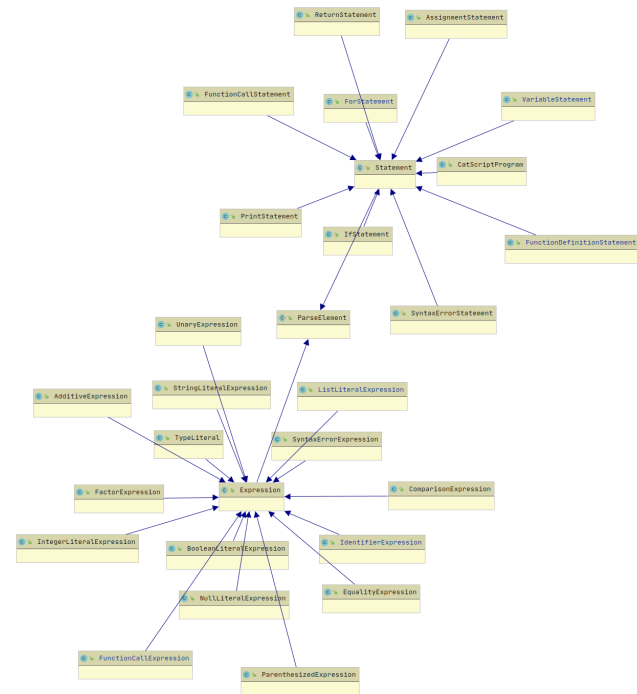 ReturnStatement
AssignmentStatement
FunctionCallStatement
ForStatement
VariableStatement
Statement
CatScriptProgram
PrintStatement
IfStatement
FunctionDefinitionStatement
ParseElement
SyntaxErrorStatement
UnaryExpression
StringLiteralExpression
ListLiteralExpression
AdditiveExpression
TypeLiteral
SyntaxErrorExpression
FactorExpression
Expression
ComparisonExpression
IntegerLiteralExpression
BooleanLiteralExpression
IdentifierExpression
NullLiteralExpression
EqualityExpression
FunctionCallExpression
ParenthesizedExpression